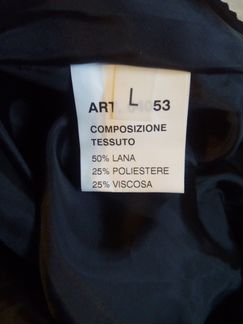 L
ART. 53
COMPOSIZIONE
TESSUTO
50% LANA
25% POLIESTERE
25% VISCOSA